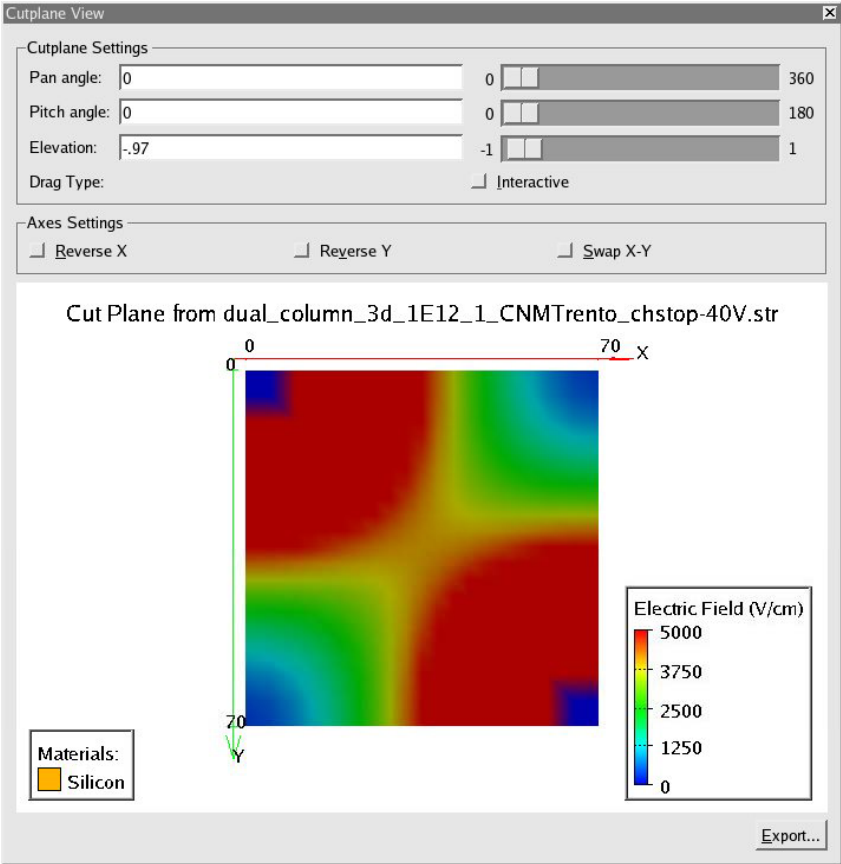 Cutplane View
Cutplane Settings
Pan angle: 0 0 360
Pitch angle: 0 0 180
Elevation: -.97 -1 1
Drag Type: Interactive
Axes Settings
Reverse X Reverse Y Swap X-Y
Cut Plane from dual_column_3d_1E12_1_CNMTrento_chstop-40V.str
0 70 X
0
70
Y
Electric Field (V/cm)
5000
3750
2500
1250
0
Materials:
Silicon
Export...